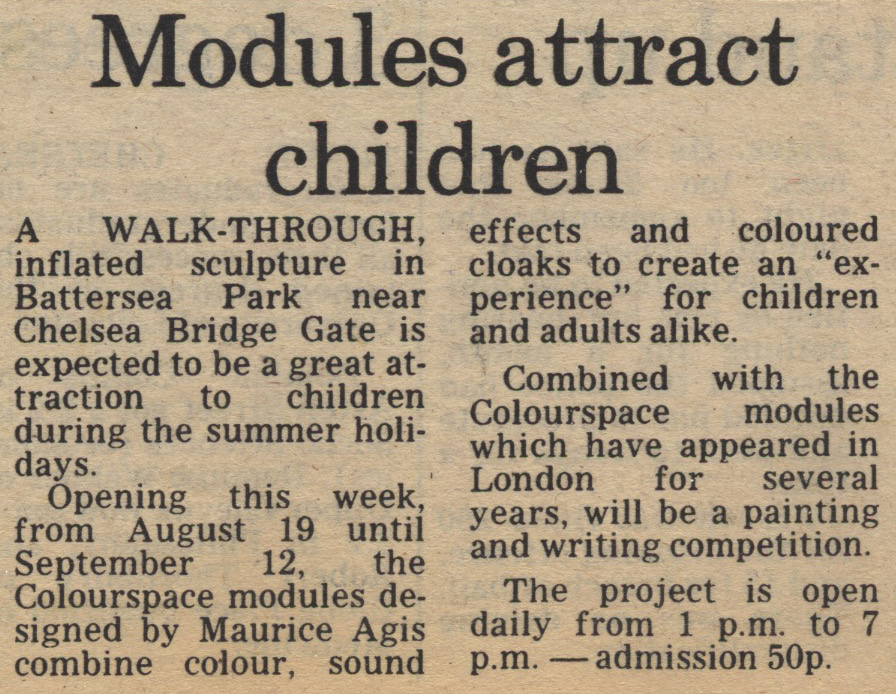 Modules attract
children
A WALK-THROUGH,
inflated sculpture in
Battersea Park near
Chelsea Bridge Gate is
expected to be a great at-
traction to children
during the summer holi-
days.
Opening this week,
from August 19 until
September 12, the
Colourspace modules de-
signed by Maurice Agis
combine colour, sound
effects and coloured
cloaks to create an “ex-
perience” for children
and adults alike.
Combined with the
Colourspace modules
which have appeared in
London for several
years, will be a painting
and writing competition.
The project is open
daily from 1 p.m. to 7
p.m. — admission 50p.